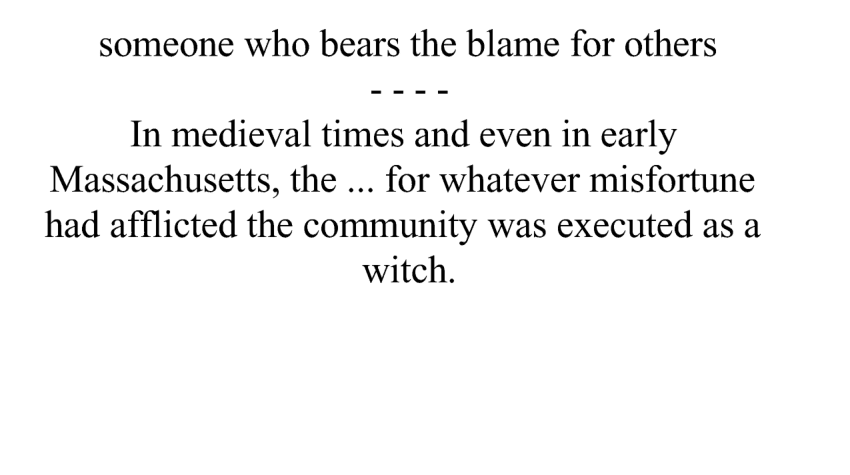 someone who bears the blame for others
- - - -
In medieval times and even in early
Massachusetts, the ... for whatever misfortune
had afflicted the community was executed as a
witch.